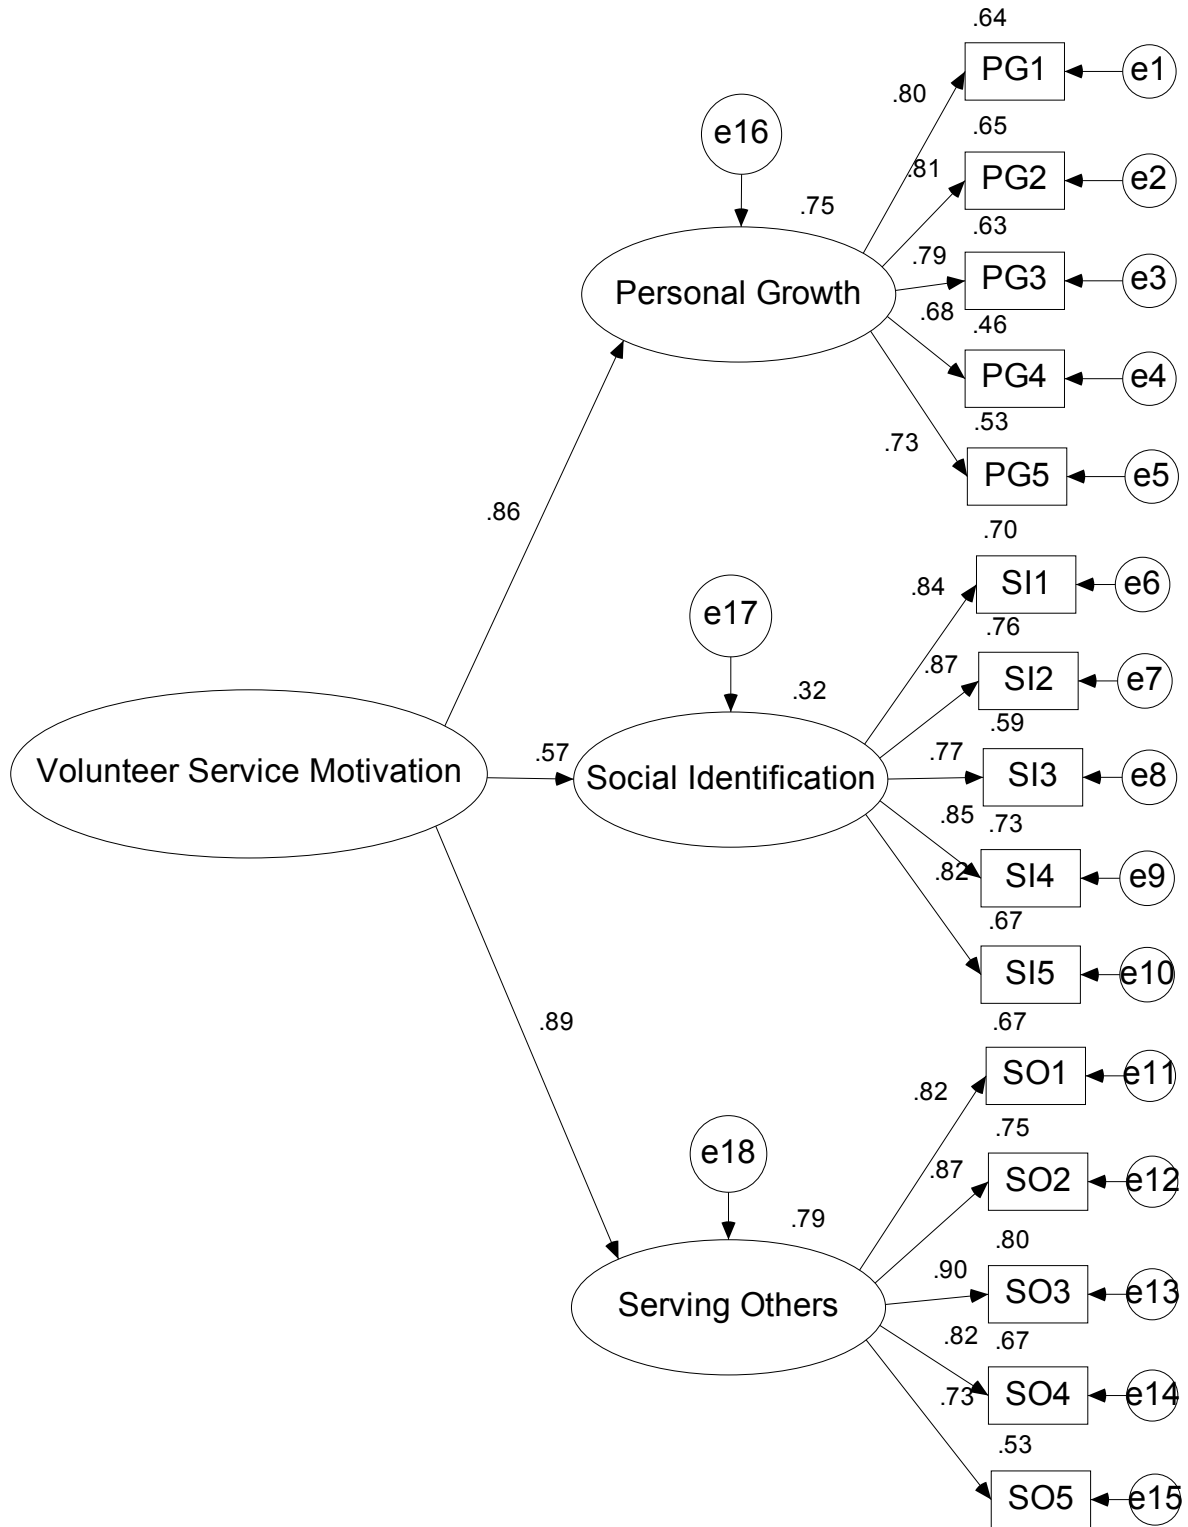 .64
PG1
e1
.80
.65
e16
.81
PG2
e2
.75
.63
.79
Personal Growth
PG3
e3
.68
.46
PG4
e4
.53
.73
PG5
e5
.86
.70
SI1
e6
.84
e17
.76
.87
SI2
e7
.32
.59
.57
.77
Volunteer Service Motivation
Social Identification
SI3
e8
.85
.73
.82
SI4
e9
.67
SI5
e10
.89
.67
SO1
e11
.82
.75
e18
.87
SO2
e12
.79
.80
.90
Serving Others
SO3
e13
.82
.67
.73
SO4
e14
.53
SO5
e15